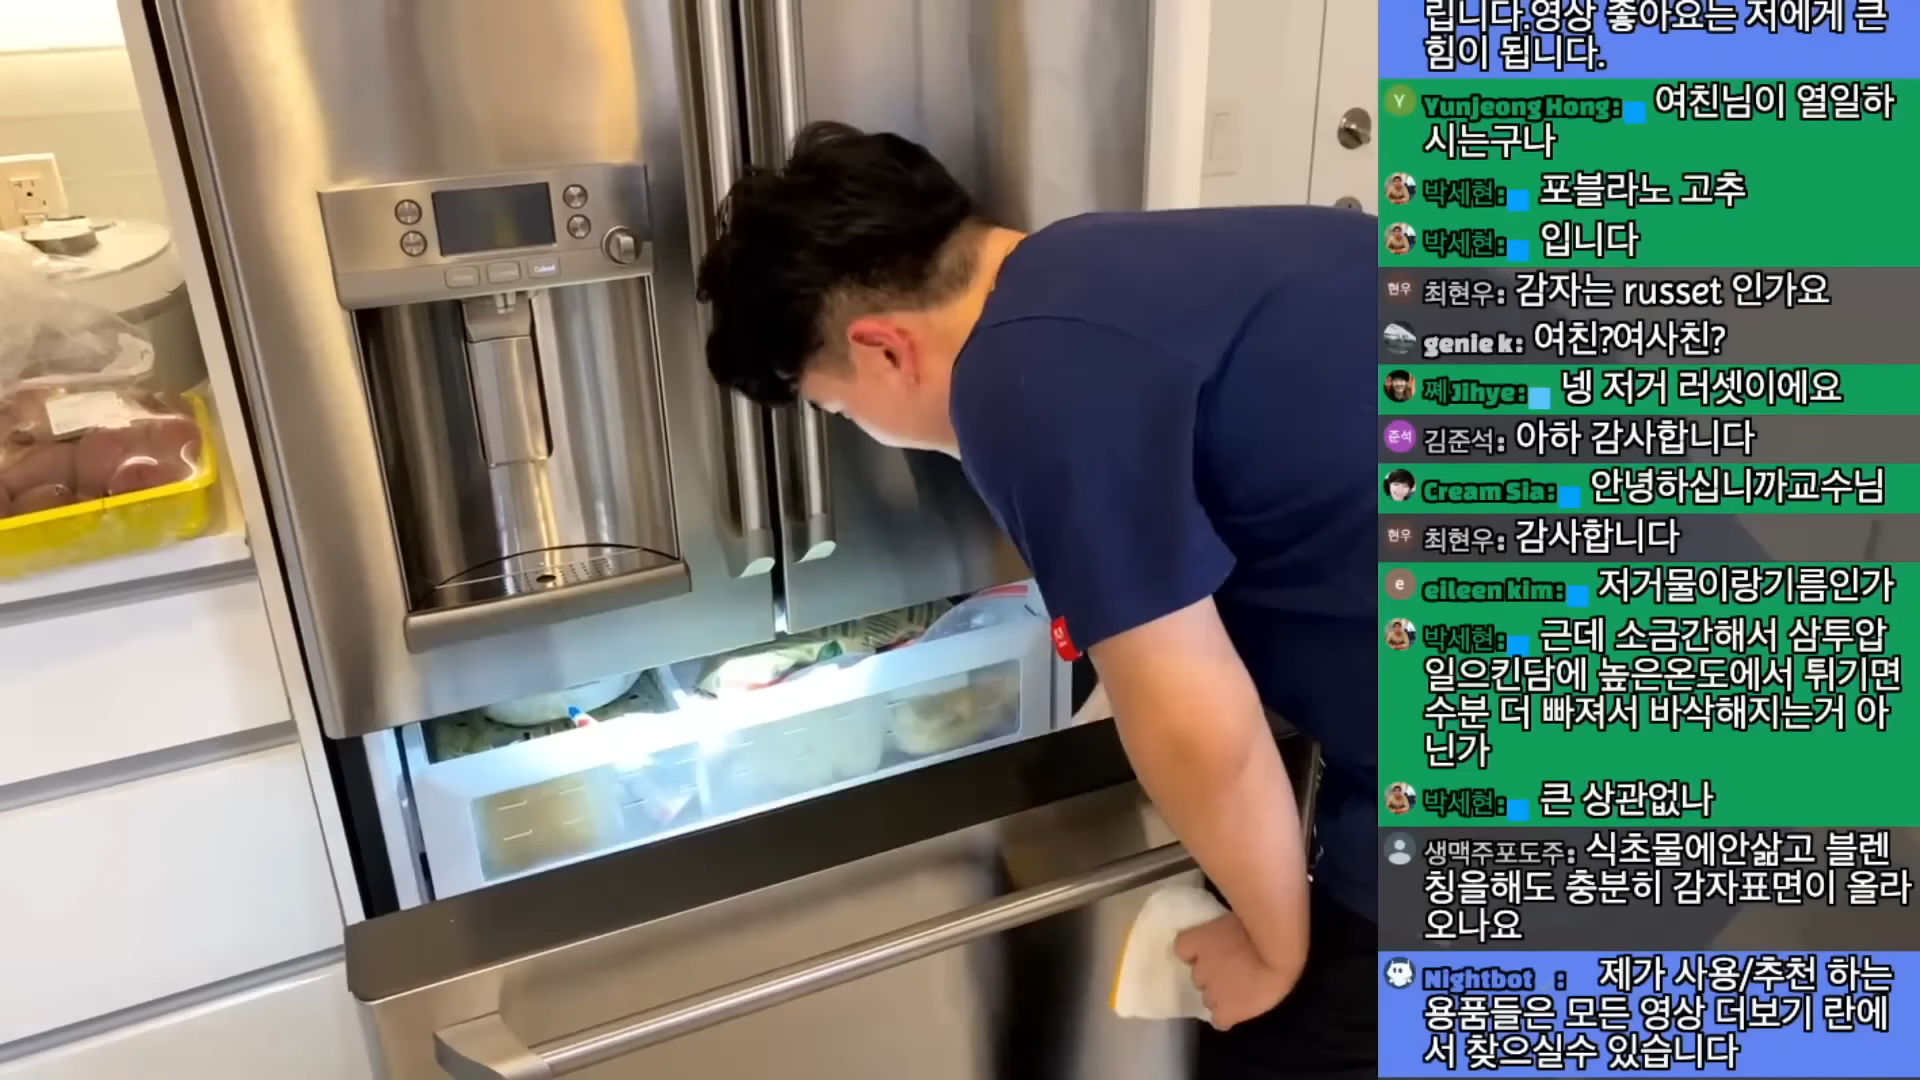 립니다.영상 좋아요는 저에게 큰
힘이 됩니다.
Y Yunjeong Hong: 여친님이 열일하
시는구나
박세현: 포블라노 고추
박세현: 입니다
현우 최현우: 감자는 russet 인가요
genie k: 여친?여사친?
쩨Jihye: 넹 저거 러셋이에요
준석 김준석: 아하 감사합니다
Cream Sia: 안녕하십니까교수님
현우 최현우: 감사합니다
e eileen kim: 저거물이랑기름인가
박세현: 근데 소금간해서 삼투압
일으킨담에 높은온도에서 튀기면
수분 더 빠져서 바삭해지는거 아
닌가
박세현: 큰 상관없나
생맥주포도주: 식초물에안삶고 블렌
칭을해도 충분히 감자표면이 올라
오나요
Nightbot : 제가 사용/추천 하는
용품들은 모든 영상 더보기 란에
서 찾으실수 있습니다